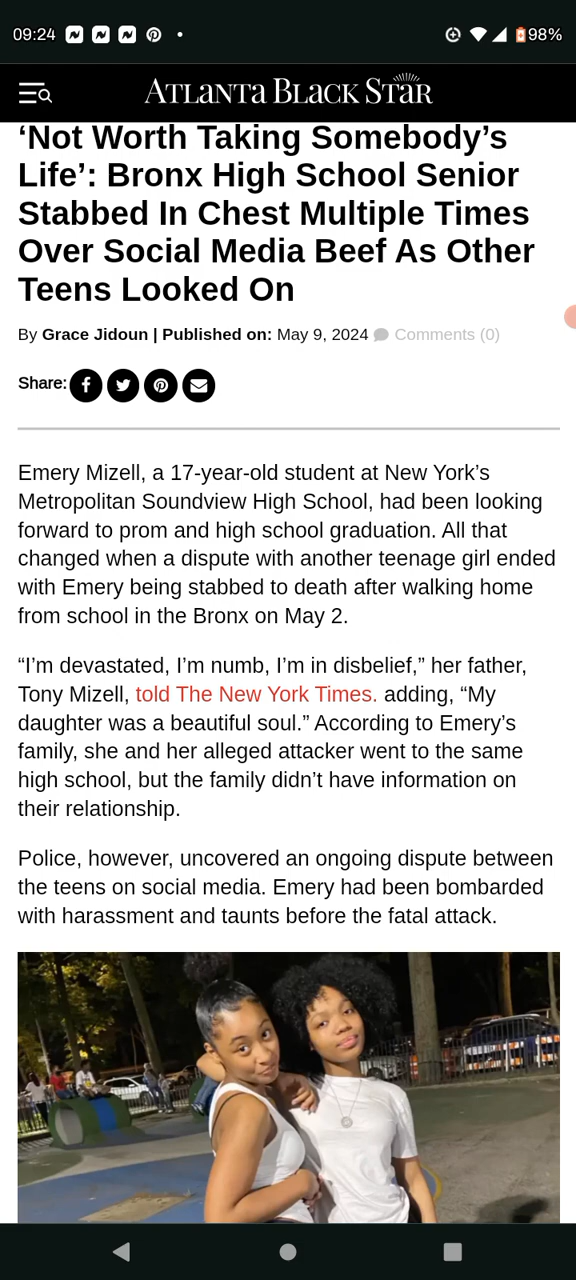 09:24
98%
ATLANTA BLACK STAR
‘Not Worth Taking Somebody’s
Life’: Bronx High School Senior
Stabbed In Chest Multiple Times
Over Social Media Beef As Other
Teens Looked On
By Grace Jidoun | Published on: May 9, 2024 Comments (0)
Share:
Emery Mizell, a 17-year-old student at New York’s
Metropolitan Soundview High School, had been looking
forward to prom and high school graduation. All that
changed when a dispute with another teenage girl ended
with Emery being stabbed to death after walking home
from school in the Bronx on May 2.
“I’m devastated, I’m numb, I’m in disbelief,” her father,
Tony Mizell, told The New York Times. adding, “My
daughter was a beautiful soul.” According to Emery’s
family, she and her alleged attacker went to the same
high school, but the family didn’t have information on
their relationship.
Police, however, uncovered an ongoing dispute between
the teens on social media. Emery had been bombarded
with harassment and taunts before the fatal attack.